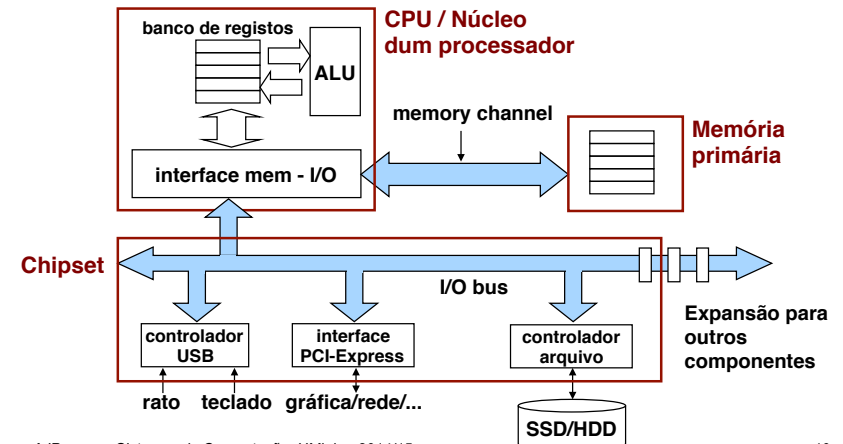 CPU / Núcleo
dum processador
banco de registos
ALU
memory channel
Memória
primária
interface mem - I/O
Chipset
I/O bus
Expansão para
outros
componentes
controlador
USB
interface
PCI-Express
controlador
arquivo
rato teclado gráfica/rede/...
SSD/HDD